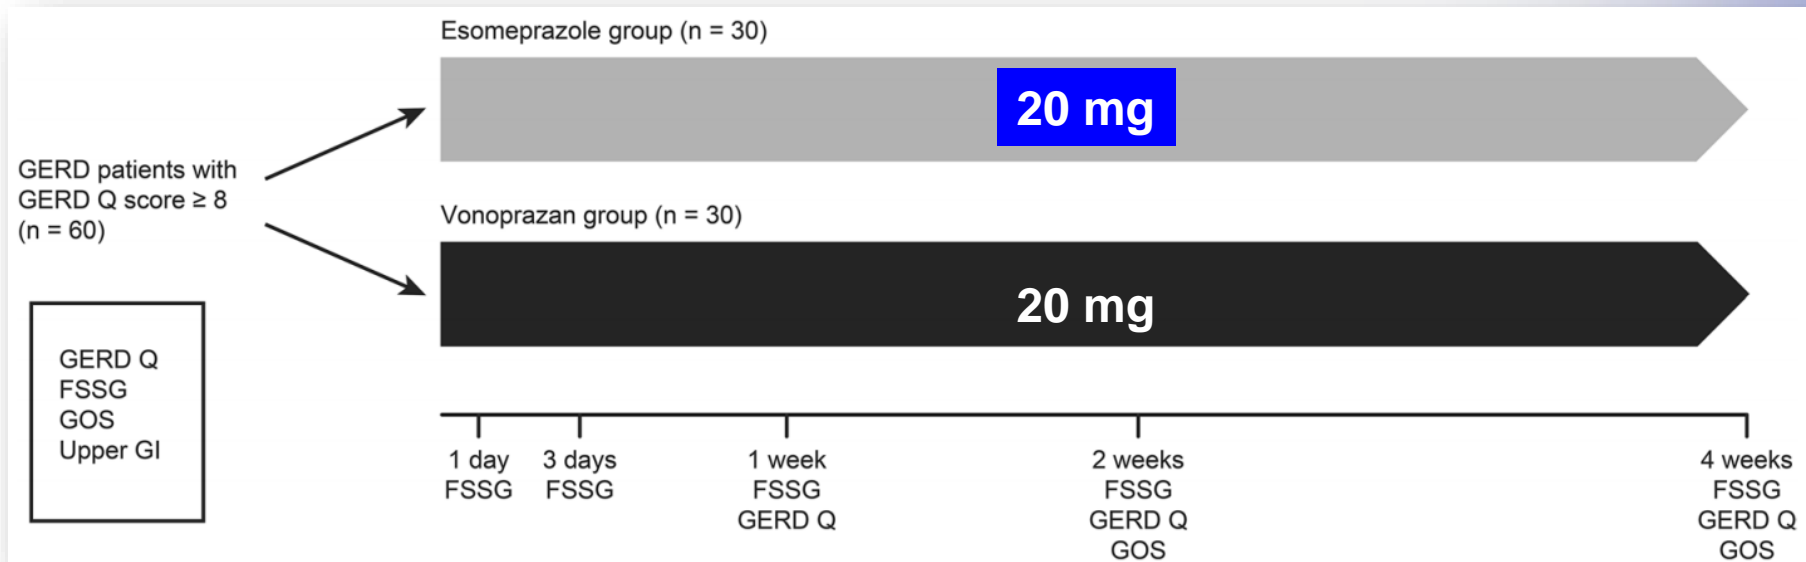 Esomeprazole group (n = 30)
20 mg
GERD patients with
GERD Q score ≥ 8
(n = 60)
Vonoprazan group (n = 30)
20 mg
GERD Q
FSSG
GOS
Upper GI
1 day
FSSG
3 days
FSSG
1 week
FSSG
GERD Q
2 weeks
FSSG
GERD Q
GOS
4 weeks
FSSG
GERD Q
GOS